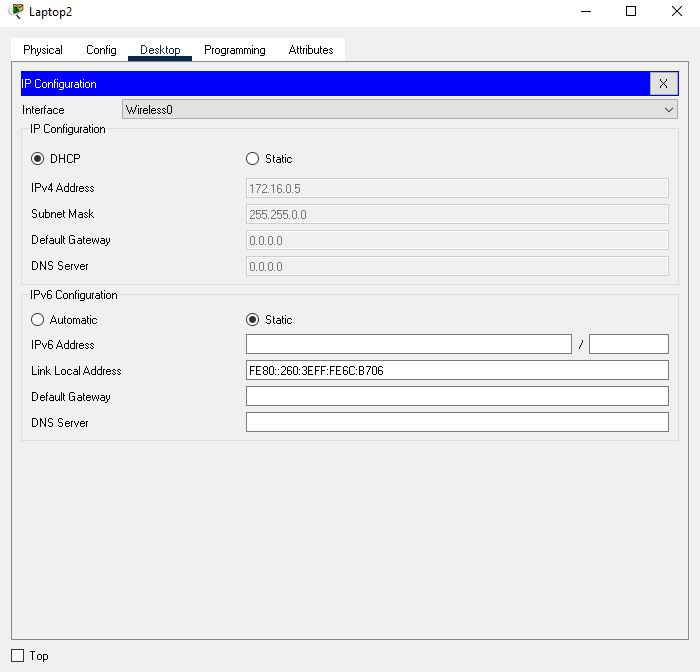 Laptop2
Physical Config Desktop Programming Attributes
IP Configuration X
Interface Wireless0
IP Configuration
DHCP Static
IPv4 Address 172.16.0.5
Subnet Mask 255.255.0.0
Default Gateway 0.0.0.0
DNS Server 0.0.0.0
IPv6 Configuration
Automatic Static
IPv6 Address /
Link Local Address FE80::260:3EFF:FE6C:B706
Default Gateway
DNS Server
Top